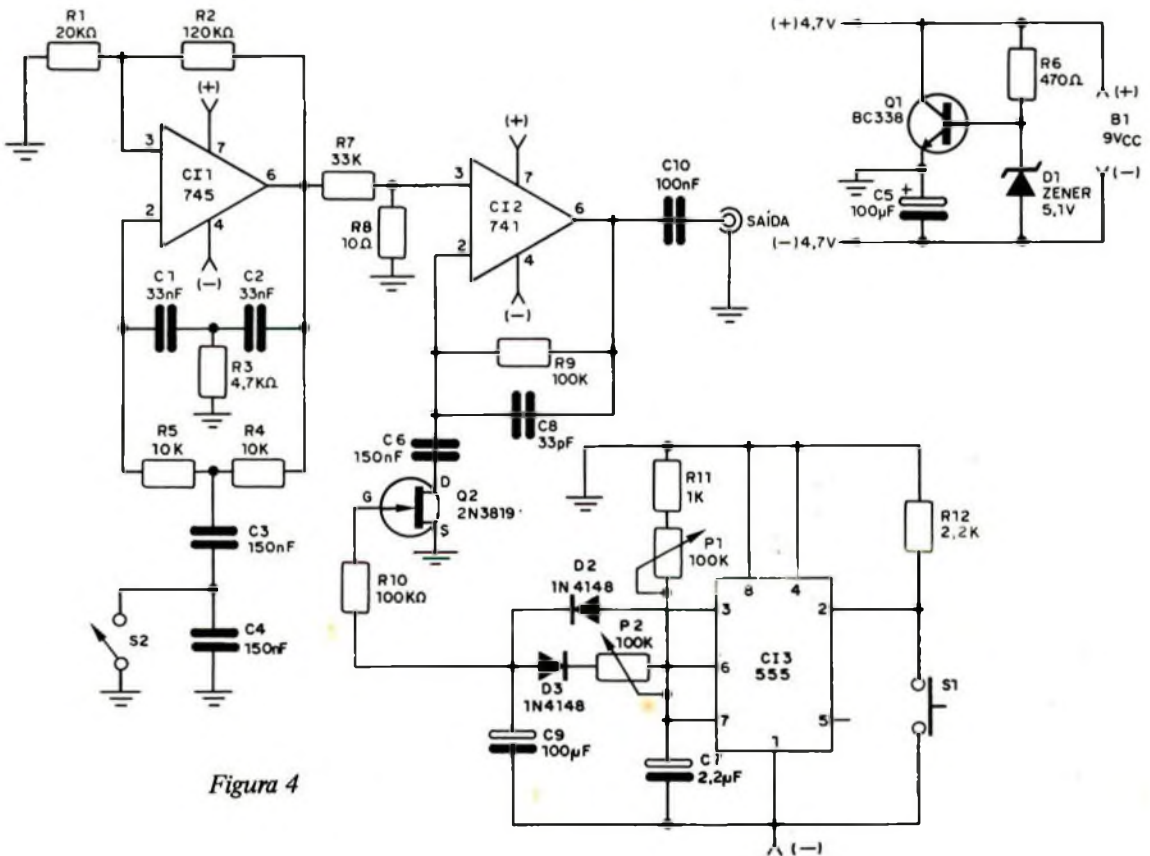 R1
20KΩ
R2
120KΩ
(+)
3
7
CI1
745
6
2
4
(-)
C1
33nF
C2
33nF
R3
4,7KΩ
R5
10K
R4
10K
C3
150nF
S2
C4
150nF
R7
33K
R8
10Ω
(+)
3
7
CI2
741
6
2
4
(-)
C10
100nF
SAÍDA
R9
100K
C8
33pF
C6
150nF
D
G
Q2
2N3819
S
R10
100KΩ
(+)4,7V
Q1
BC338
R6
470Ω
(+)
B1
9VCC
(-)
C5
100µF
+
D1
ZENER
5,1V
(-)4,7V
R11
1K
P1
100K
R12
2,2K
D2
1N4148
P2
100K
D3
1N4148
8
4
3
2
6
CI3
555
7
5
1
S1
C9
100µF
C7
2,2µF
(-)
Figura 4